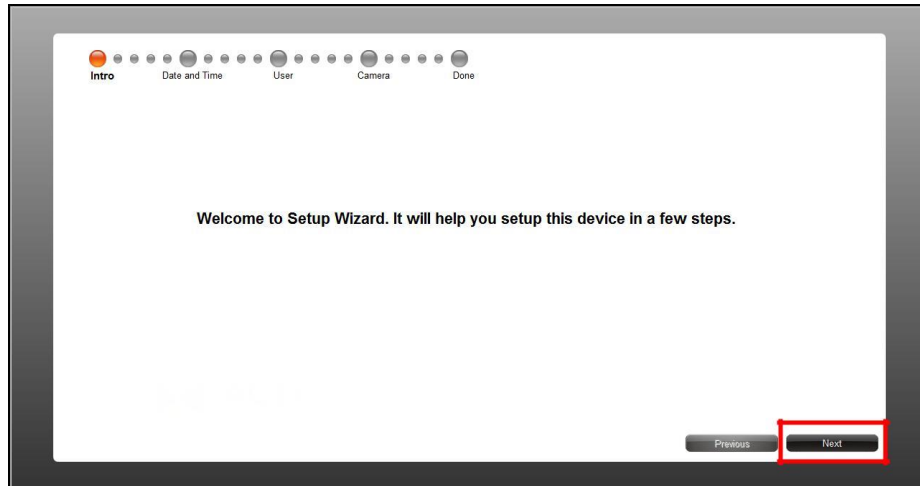 Intro Date and Time User Camera Done
Welcome to Setup Wizard. It will help you setup this device in a few steps.
Previous Next